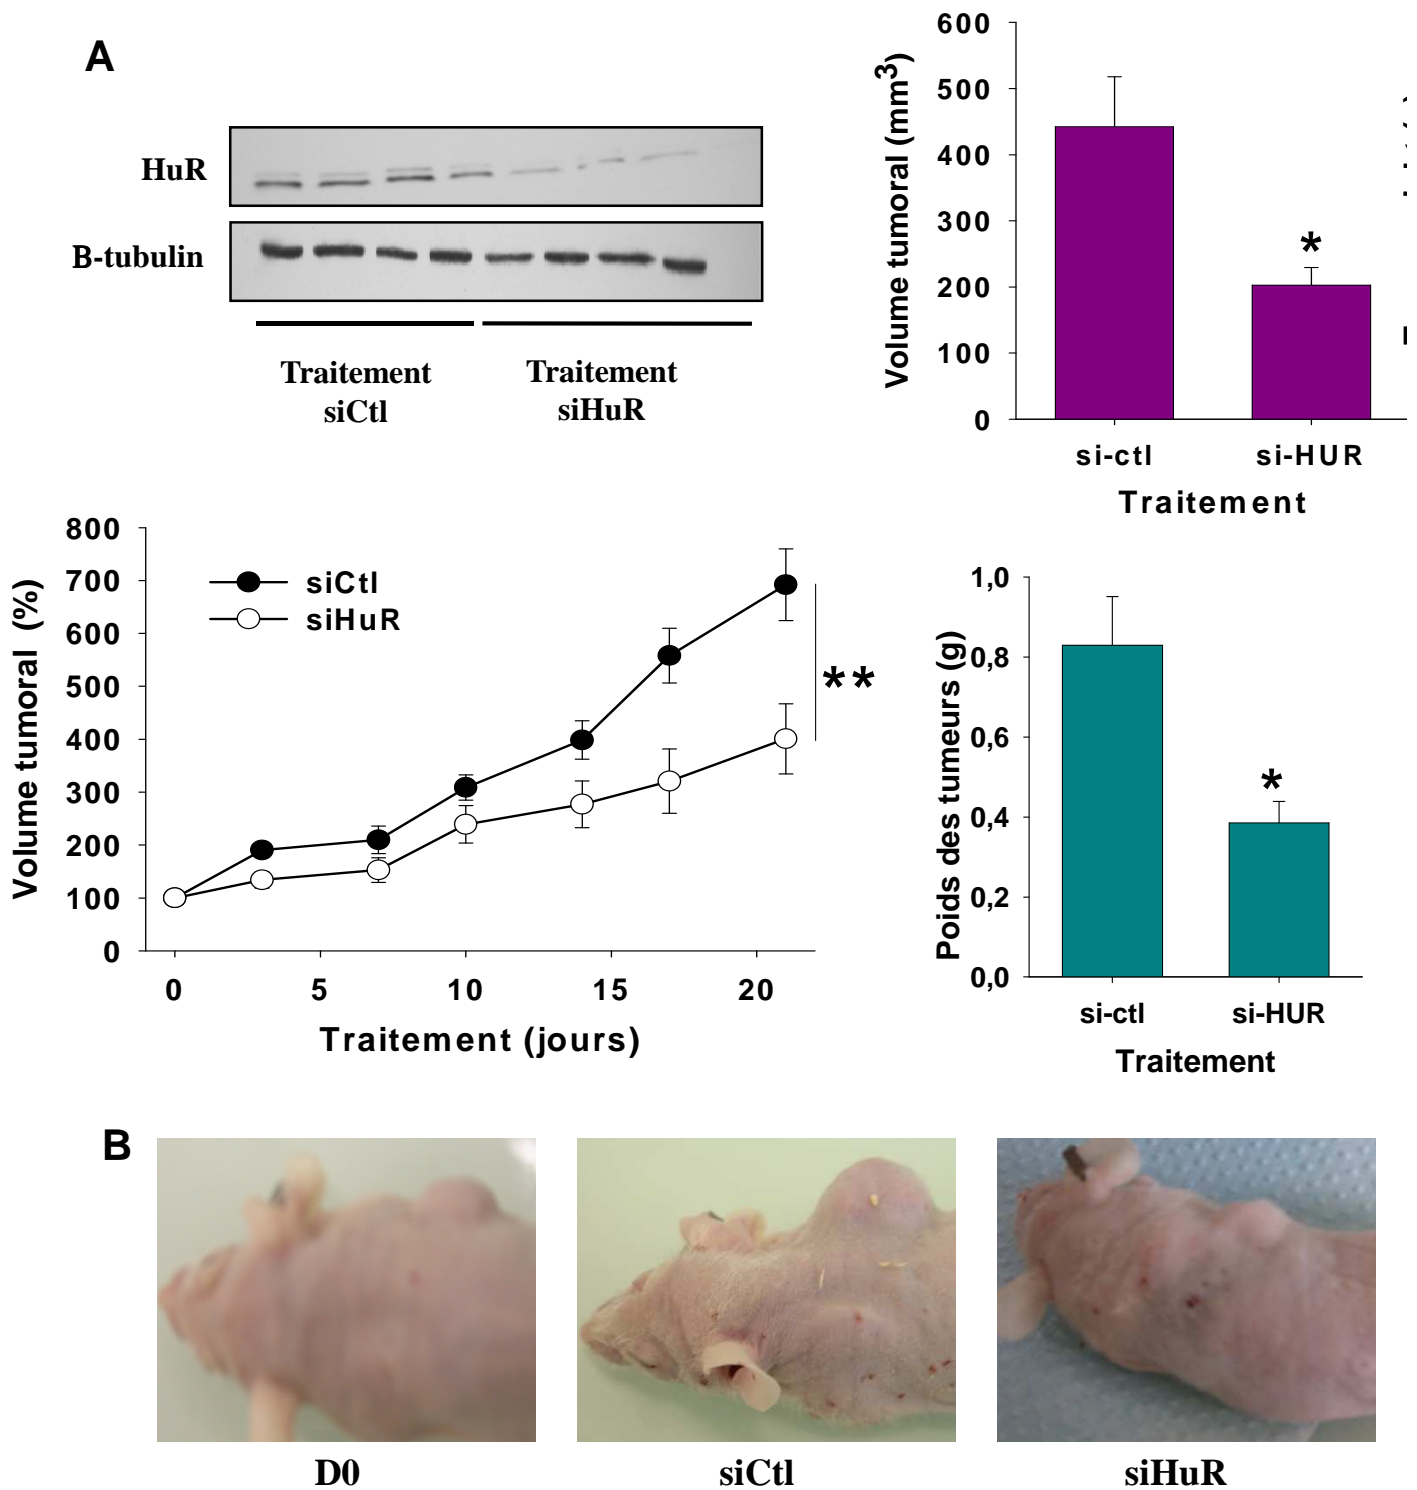 A
HuR
B-tubulin
Traitement
siCtl
Traitement
siHuR
Volume tumoral (mm3)
600
500
400
300
200
100
0
si-ctl
si-HUR
*
Traitement
Volume tumoral (%)
800
700
600
500
400
300
200
100
0
siCtl
siHuR
**
0
5
10
15
20
Traitement (jours)
Poids des tumeurs (g)
1,0
0,8
0,6
0,4
0,2
0,0
*
si-ctl
si-HUR
Traitement
B
D0
siCtl
siHuR